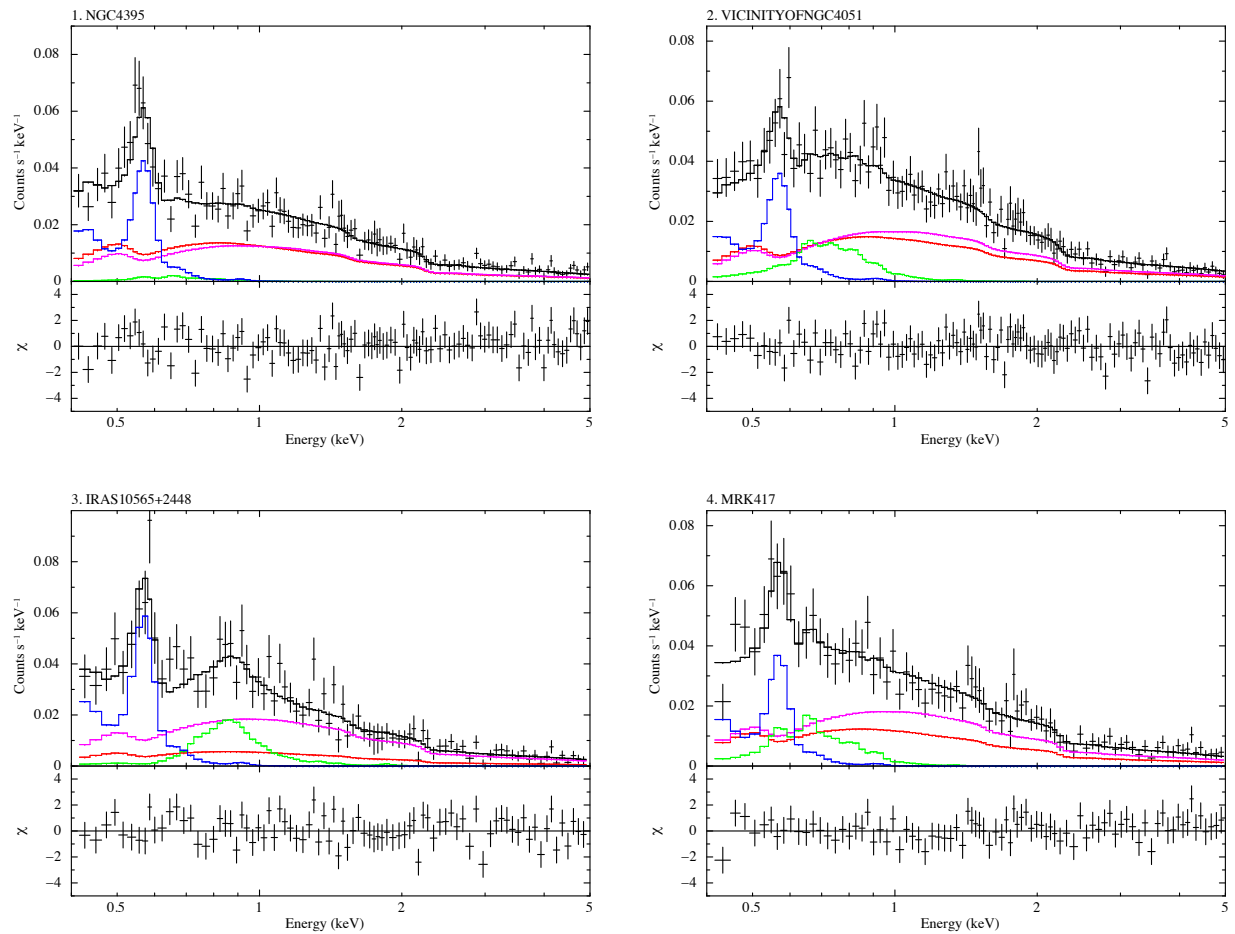 1. NGC4395
0.08
0.06
0.04
0.02
0
Counts s⁻¹ keV⁻¹
4
2
0
−2
−4
χ
0.5 1 2 5
Energy (keV)
2. VICINITYOFNGC4051
0.08
0.06
0.04
0.02
0
Counts s⁻¹ keV⁻¹
4
2
0
−2
−4
χ
0.5 1 2 5
Energy (keV)
3. IRAS10565+2448
0.08
0.06
0.04
0.02
0
Counts s⁻¹ keV⁻¹
4
2
0
−2
−4
χ
0.5 1 2 5
Energy (keV)
4. MRK417
0.08
0.06
0.04
0.02
0
Counts s⁻¹ keV⁻¹
4
2
0
−2
−4
χ
0.5 1 2 5
Energy (keV)